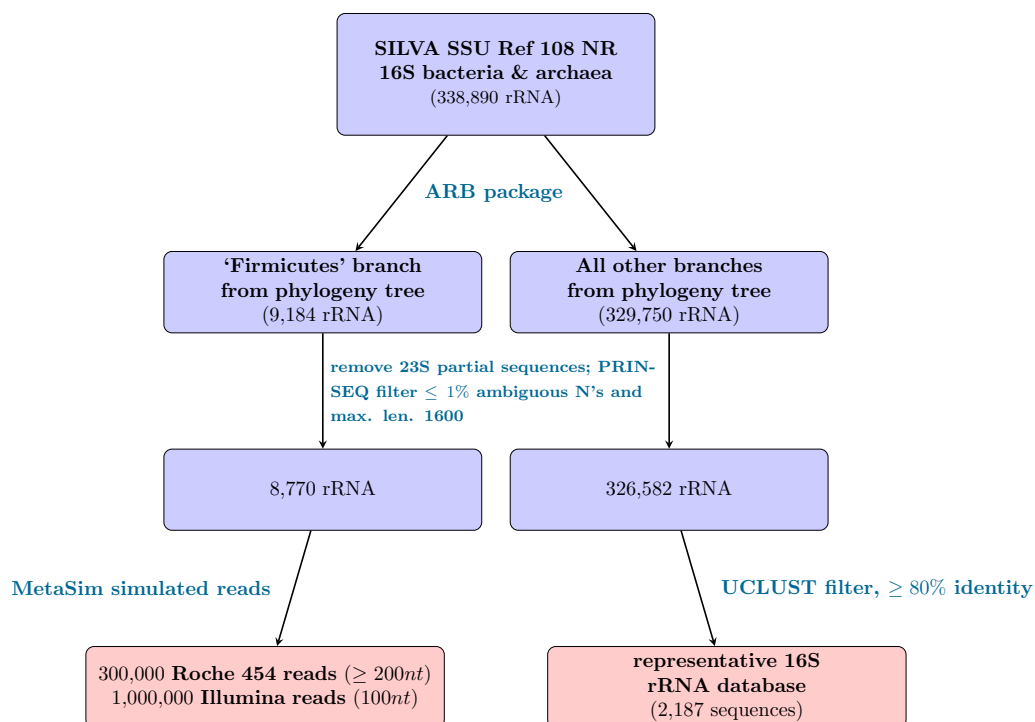 SILVA SSU Ref 108 NR
16S bacteria & archaea
(338,890 rRNA)
ARB package
‘Firmicutes’ branch
from phylogeny tree
(9,184 rRNA)
All other branches
from phylogeny tree
(329,750 rRNA)
remove 23S partial sequences; PRIN-
SEQ filter ≤ 1% ambiguous N's and
max. len. 1600
8,770 rRNA
326,582 rRNA
MetaSim simulated reads
UCLUST filter, ≥ 80% identity
300,000 Roche 454 reads (≥ 200nt)
1,000,000 Illumina reads (100nt)
representative 16S
rRNA database
(2,187 sequences)